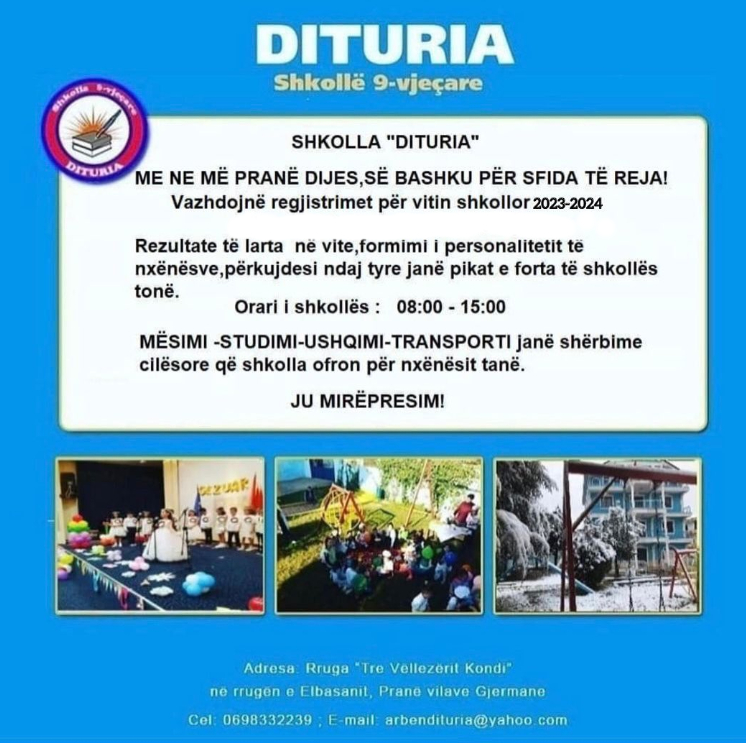 DITURIA
Shkollë 9-vjeçare
Shkolla 9-vjeçare
DITURIA
SHKOLLA "DITURIA"
ME NE MË PRANË DIJES,SË BASHKU PËR SFIDA TË REJA!
Vazhdojnë regjistrimet për vitin shkollor 2023-2024
Rezultate të larta në vite,formimi i personalitetit të
nxënësve,përkujdesi ndaj tyre janë pikat e forta të shkollës
tonë.
Orari i shkollës : 08:00 - 15:00
MËSIMI -STUDIMI-USHQIMI-TRANSPORTI janë shërbime
cilësore që shkolla ofron për nxënësit tanë.
JU MIRËPRESIM!
Adresa: Rruga "Tre Vëllezërit Kondi"
në rrugën e Elbasanit, Pranë vilave Gjermane
Cel: 0698332239 ; E-mail: arbendituria@yahoo.com